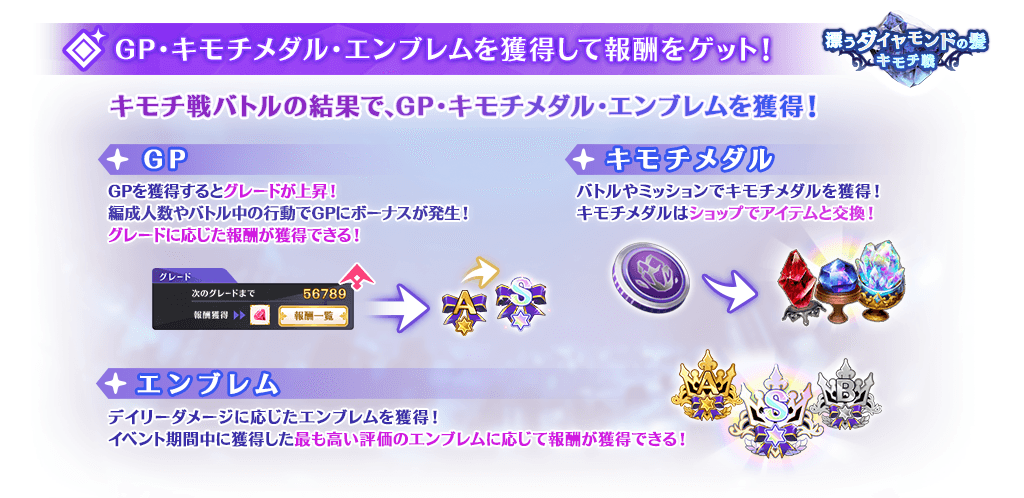 GP・キモチメダル・エンブレムを獲得して報酬をゲット！
漂うダイヤモンドの髪
キモチ戦
キモチ戦バトルの結果で、GP・キモチメダル・エンブレムを獲得！
GP
GPを獲得するとグレードが上昇！
編成人数やバトル中の行動でGPにボーナスが発生！
グレードに応じた報酬が獲得できる！
グレード
次のグレードまで 56789
報酬獲得 報酬一覧
A
S
キモチメダル
バトルやミッションでキモチメダルを獲得！
キモチメダルはショップでアイテムと交換！
エンブレム
デイリーダメージに応じたエンブレムを獲得！
イベント期間中に獲得した最も高い評価のエンブレムに応じて報酬が獲得できる！
A
S
B